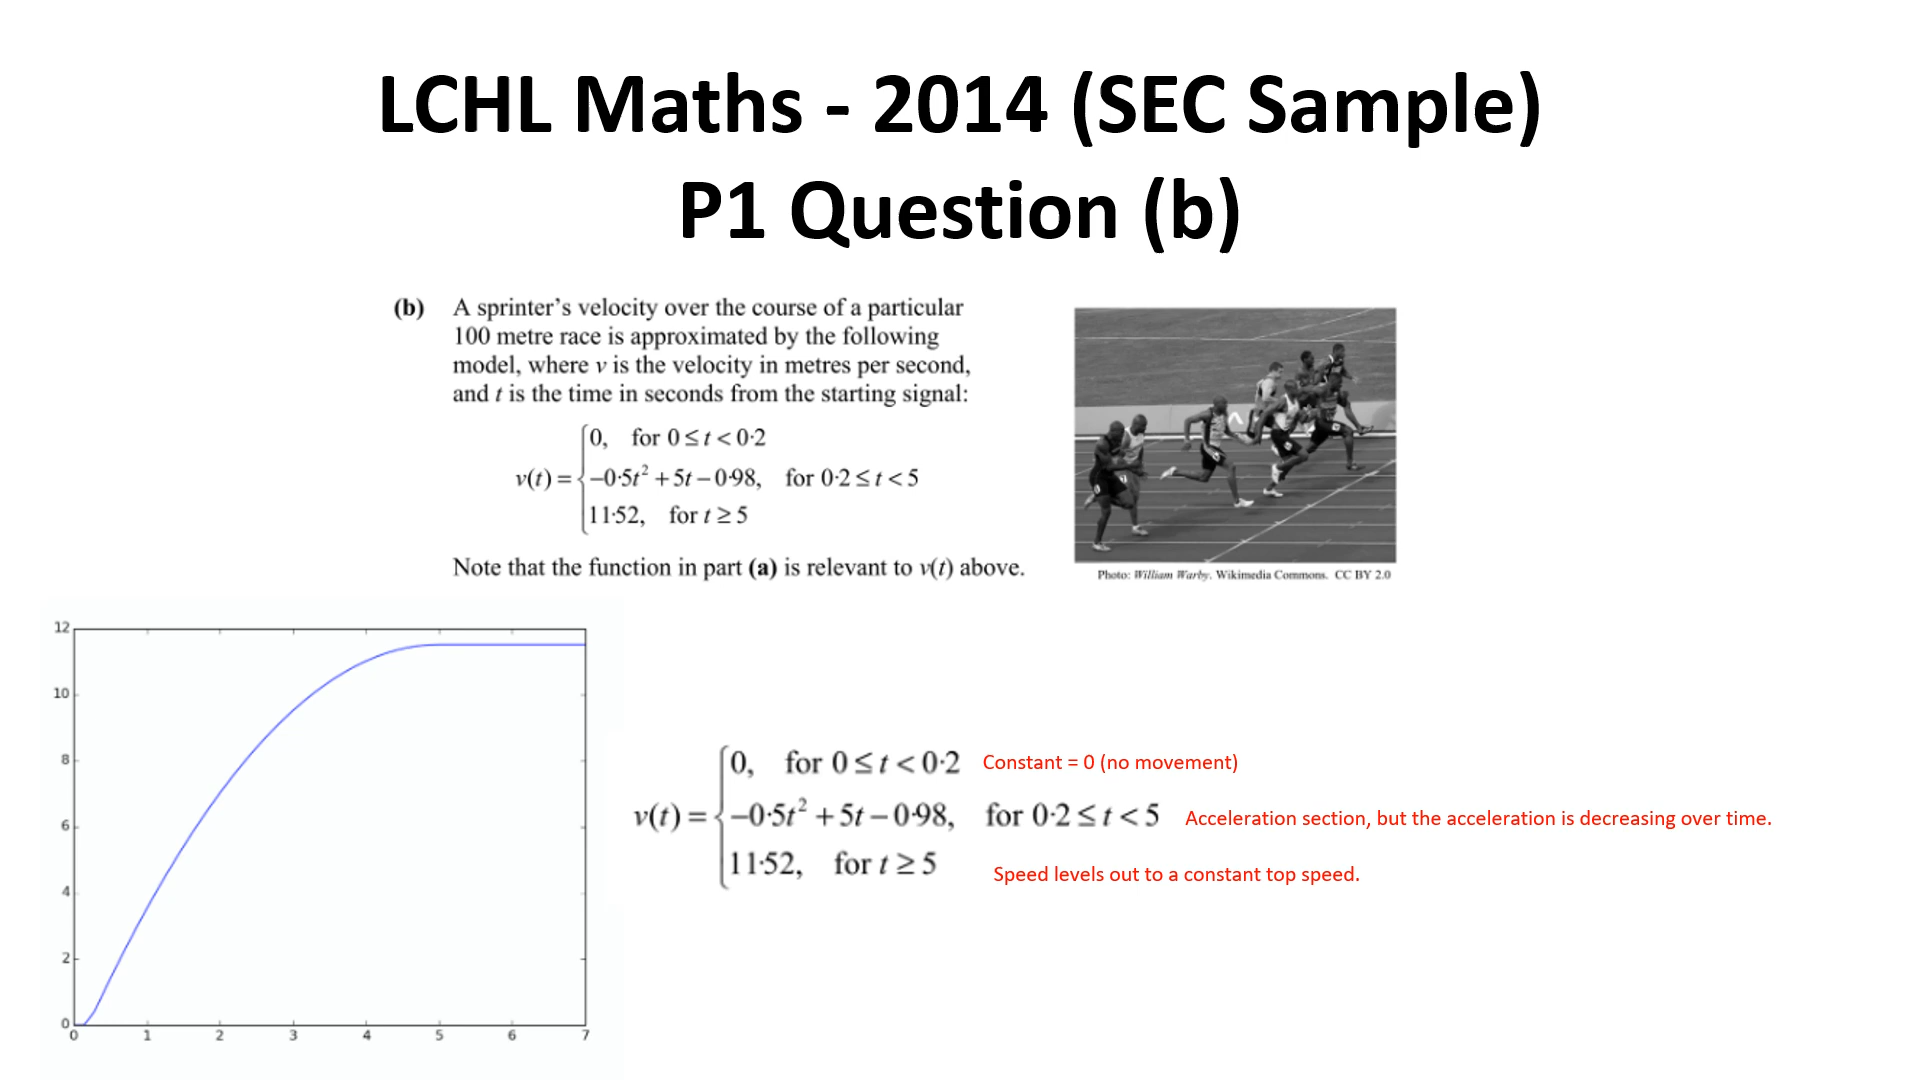 LCHL Maths - 2014 (SEC Sample)
P1 Question (b)
(b) A sprinter's velocity over the course of a particular
100 metre race is approximated by the following
model, where v is the velocity in metres per second,
and t is the time in seconds from the starting signal:
0, for 0 ≤ t < 0·2
v(t) = −0·5t² + 5t − 0·98, for 0·2 ≤ t < 5
11·52, for t ≥ 5
Note that the function in part (a) is relevant to v(t) above.
Photo: William Warby. Wikimedia Commons. CC BY 2.0
12
10
8
6
4
2
0
0 1 2 3 4 5 6 7
0, for 0 ≤ t < 0·2 Constant = 0 (no movement)
v(t) = −0·5t² + 5t − 0·98, for 0·2 ≤ t < 5 Acceleration section, but the acceleration is decreasing over time.
11·52, for t ≥ 5 Speed levels out to a constant top speed.